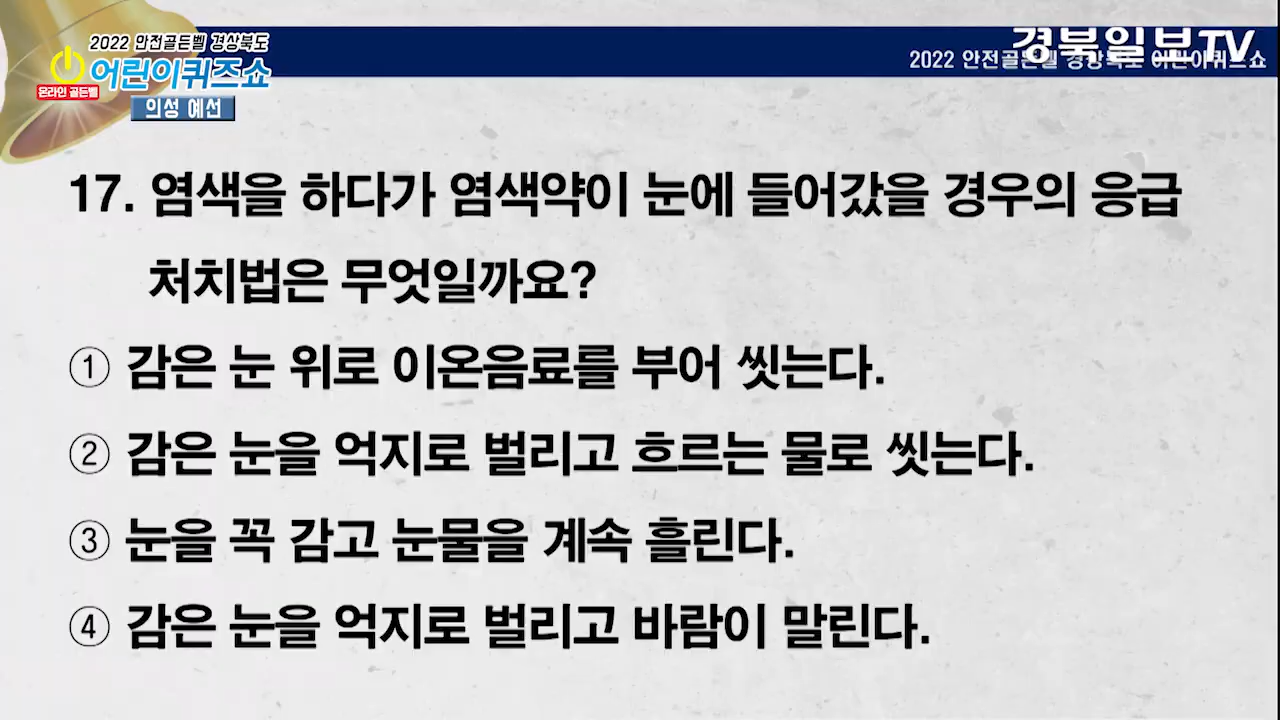 2022 안전골든벨 경상북도
어린이퀴즈쇼
온라인 골든벨
의성 예선
경북일보TV
2022 안전골든벨 경상북도 어린이퀴즈쇼
17. 염색을 하다가 염색약이 눈에 들어갔을 경우의 응급
처치법은 무엇일까요?
① 감은 눈 위로 이온음료를 부어 씻는다.
② 감은 눈을 억지로 벌리고 흐르는 물로 씻는다.
③ 눈을 꼭 감고 눈물을 계속 흘린다.
④ 감은 눈을 억지로 벌리고 바람이 말린다.